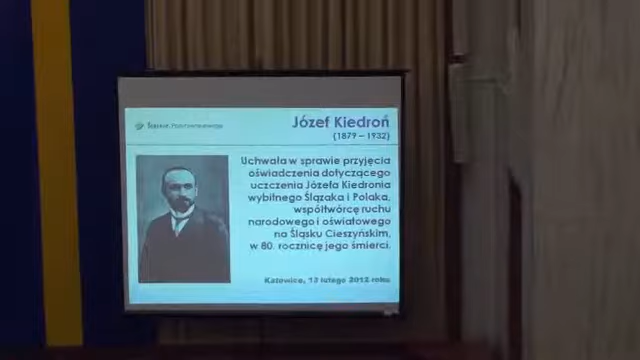 Józef Kiedroń
(1879 – 1932)
Uchwała w sprawie przyjęcia
oświadczenia dotyczącego
uczczenia Józefa Kiedronia
wybitnego Ślązaka i Polaka,
współtwórcę ruchu
narodowego i oświatowego
na Śląsku Cieszyńskim,
w 80. rocznicę jego śmierci.
Katowice, 13 lutego 2012 roku